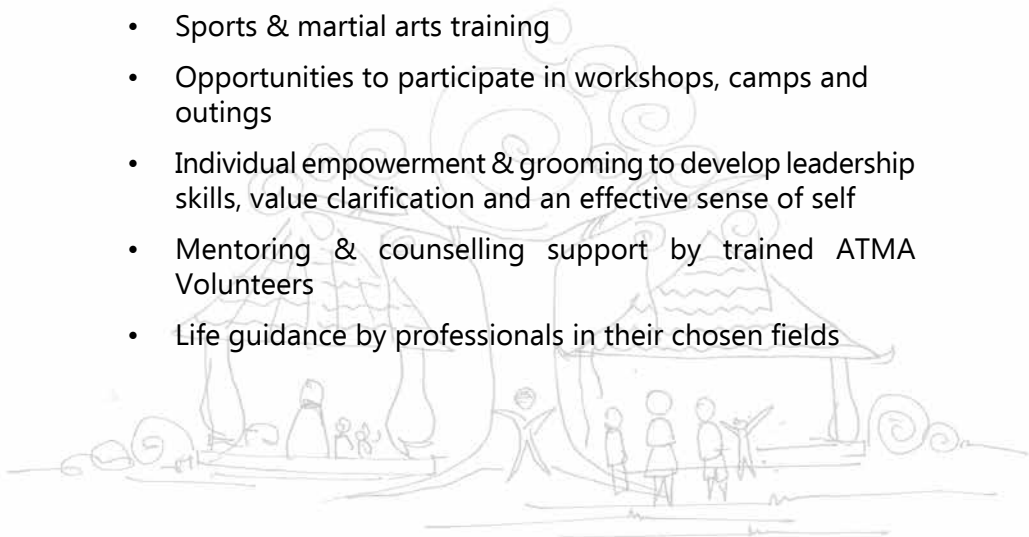 • Sports & martial arts training
• Opportunities to participate in workshops, camps and
outings
• Individual empowerment & grooming to develop leadership
skills, value clarification and an effective sense of self
• Mentoring & counselling support by trained ATMA
Volunteers
• Life guidance by professionals in their chosen fields